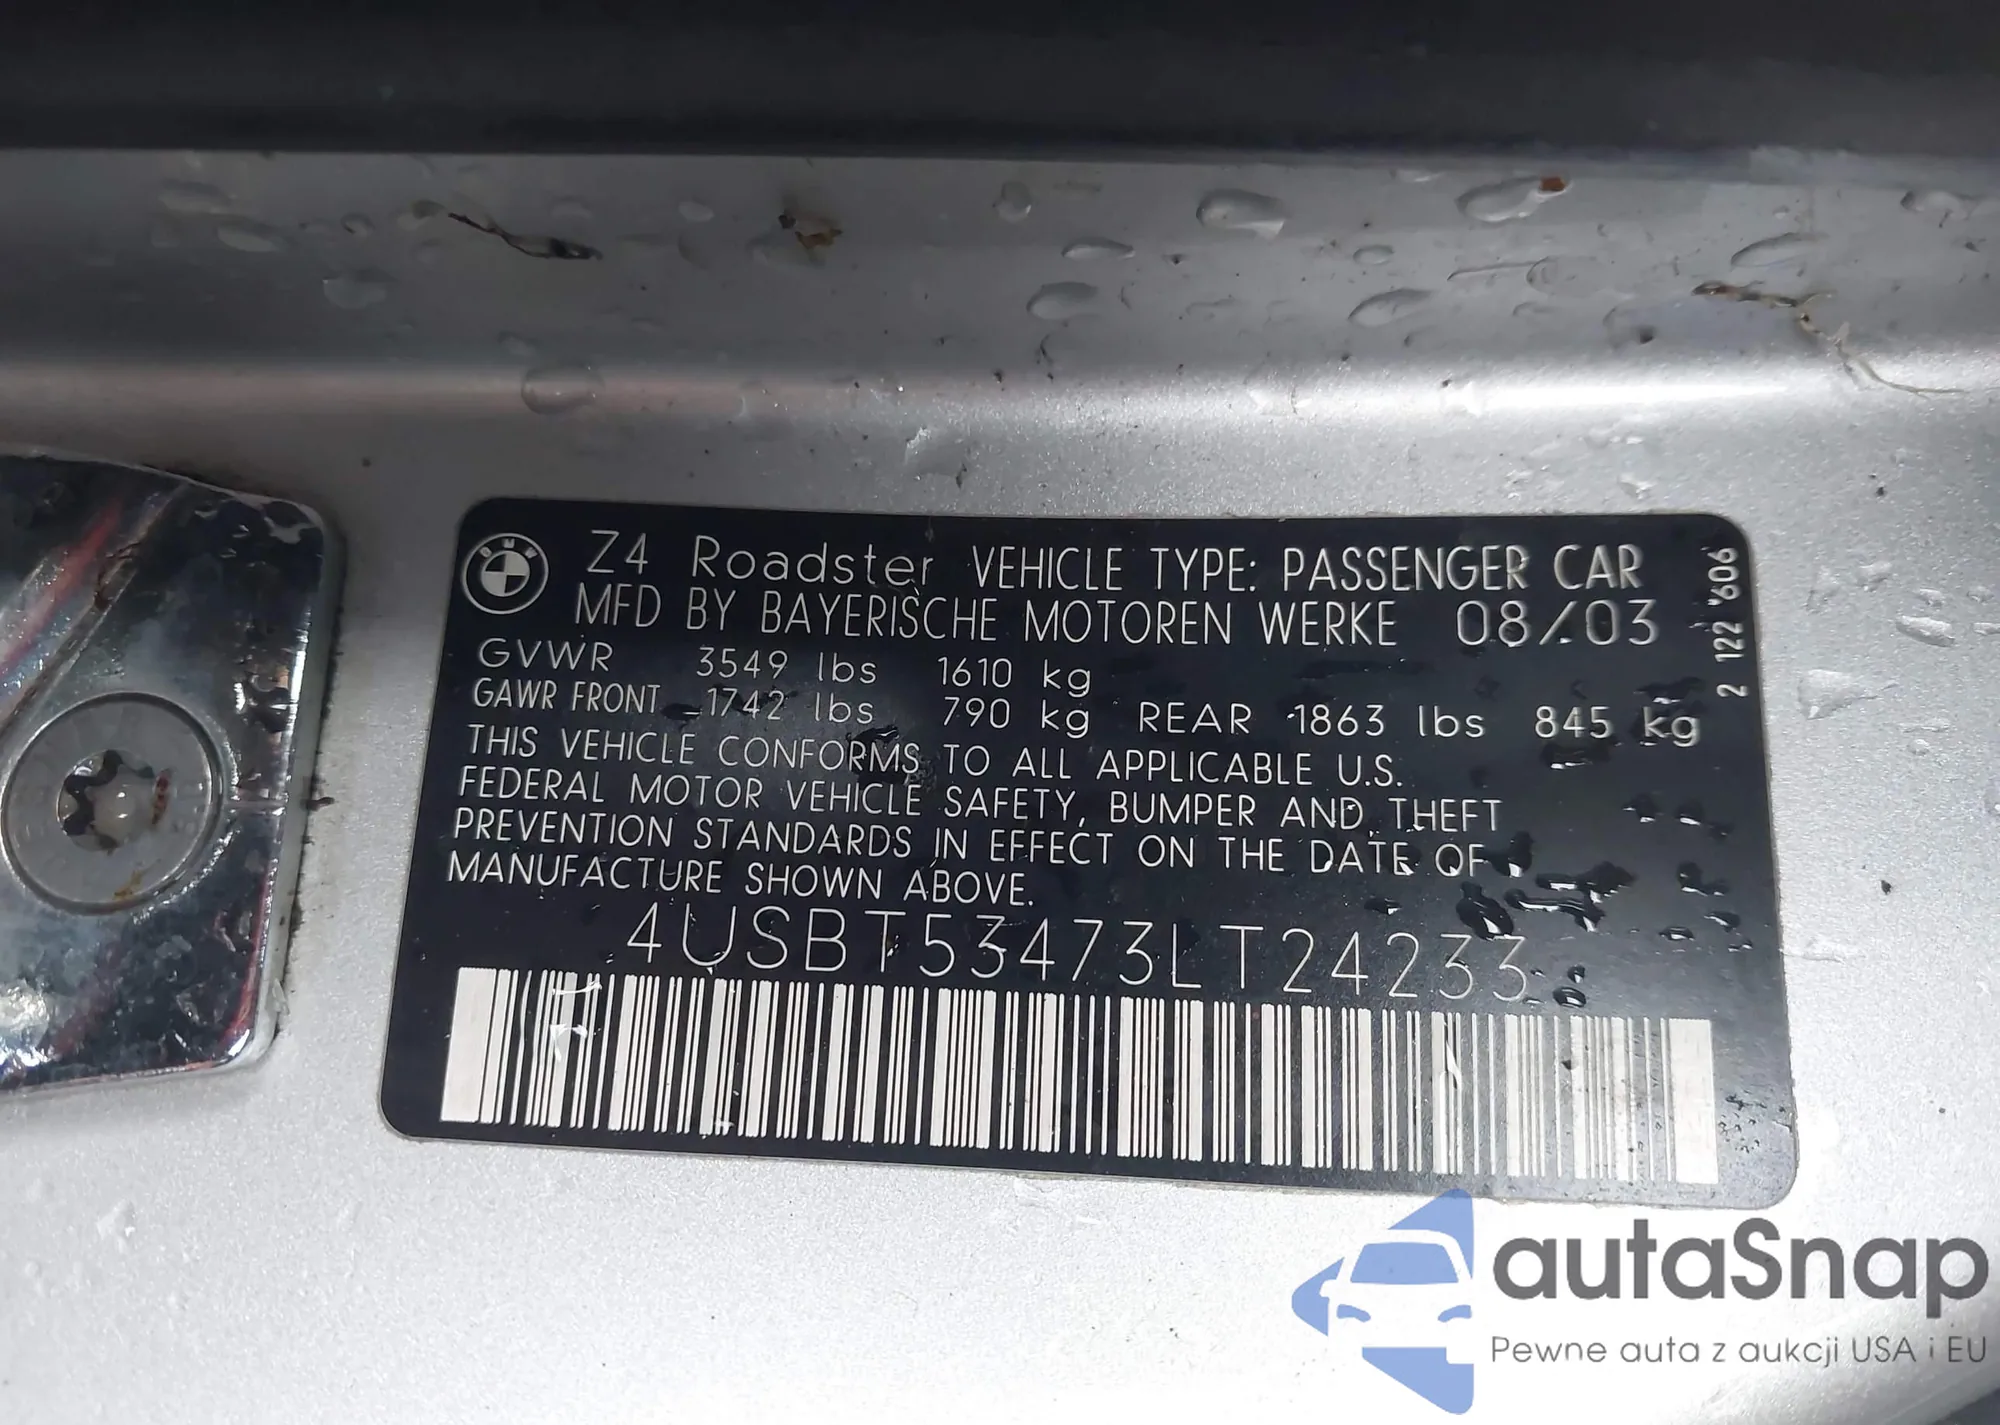 BMW
Z4 Roadster VEHICLE TYPE: PASSENGER CAR
MFD BY BAYERISCHE MOTOREN WERKE 08/03
GVWR 3549 lbs 1610 kg
GAWR FRONT 1742 lbs 790 kg REAR 1863 lbs 845 kg
THIS VEHICLE CONFORMS TO ALL APPLICABLE U.S.
FEDERAL MOTOR VEHICLE SAFETY, BUMPER AND THEFT
PREVENTION STANDARDS IN EFFECT ON THE DATE OF
MANUFACTURE SHOWN ABOVE.
4USBT53473LT24233
2 122 606
autaSnap
Pewne auta z aukcji USA i EU